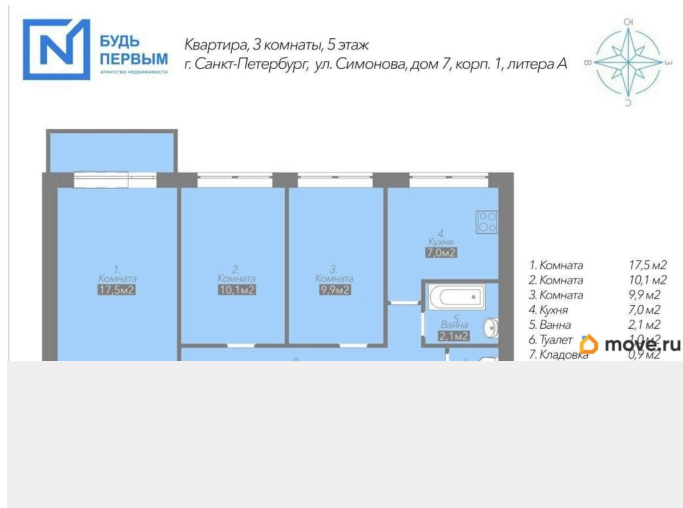 БУДЬ
ПЕРВЫМ
агентство недвижимости
Квартира, 3 комнаты, 5 этаж
г. Санкт-Петербург, ул. Симонова, дом 7, корп. 1, литера А
Ю
В
З
С
4.
Кухня
7,0м2
1.
Комната
17,5м2
2.
Комната
10,1м2
3.
Комната
9,9м2
5.
Ванна
2,1м2
1. Комната 17,5 м2
2. Комната 10,1 м2
3. Комната 9,9 м2
4. Кухня 7,0 м2
5. Ванна 2,1 м2
6. Туалет 1,0 м2
7. Кладовка 0,9 м2
move.ru